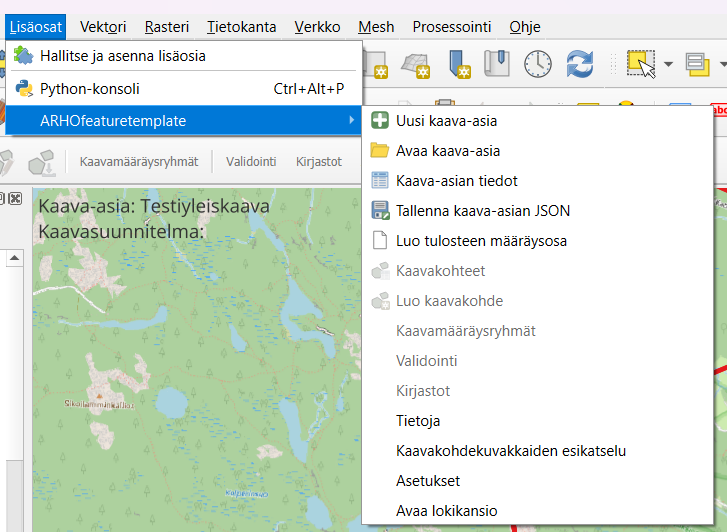 Lisäosat Vektori Rasteri Tietokanta Verkko Mesh Prosessointi Ohje
Hallitse ja asenna lisäosia
Python-konsoli Ctrl+Alt+P
ARHOfeaturetemplate
Uusi kaava-asia
Avaa kaava-asia
Kaava-asian tiedot
Tallenna kaava-asian JSON
Luo tulosteen määräysosa
Kaavakohteet
Luo kaavakohde
Kaavamääräysryhmät
Validointi
Kirjastot
Tietoja
Kaavakohdekuvakkaiden esikatselu
Asetukset
Avaa lokikansio
Kaavamääräysryhmät Validointi Kirjastot
Kaava-asia: Testiyleiskaava
Kaavasuunnitelma: